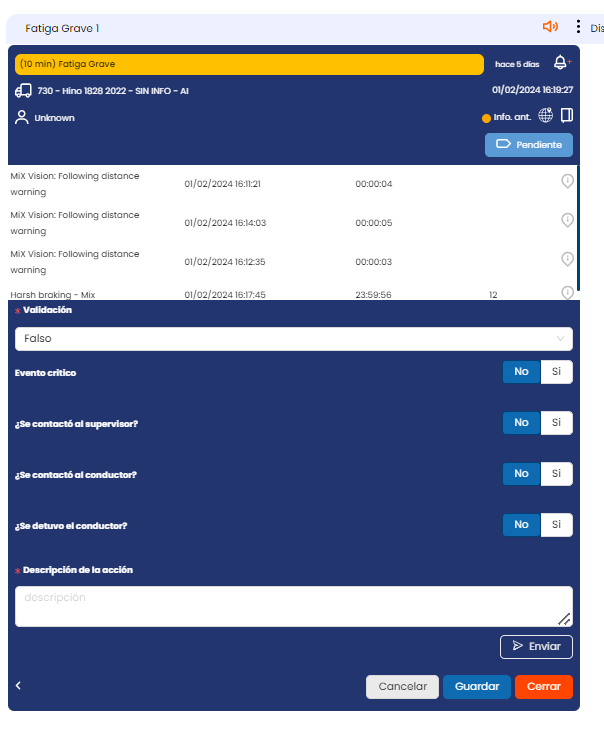 Fatiga Grave 1
Dis
(10 min) Fatiga Grave
hace 5 días
730 - Hino 1828 2022 - SIN INFO - AI
01/02/2024 16:19:27
Unknown
Info. ant.
Pendiente
MiX Vision: Following distance
warning
01/02/2024 16:11:21
00:00:04
MiX Vision: Following distance
warning
01/02/2024 16:14:03
00:00:05
MiX Vision: Following distance
warning
01/02/2024 16:12:35
00:00:03
Harsh braking - Mix
01/02/2024 16:17:45
23:59:56
12
* Validación
Falso
Evento critico
No
Si
¿Se contactó al supervisor?
No
Si
¿Se contactó al conductor?
No
Si
¿Se detuvo el conductor?
No
Si
* Descripción de la acción
descripción
Enviar
Cancelar
Guardar
Cerrar